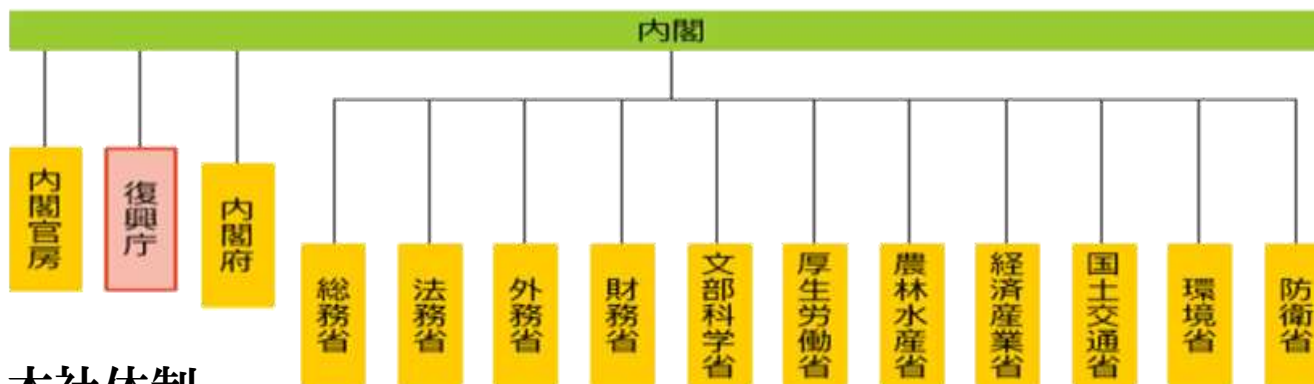 内閣
内閣官房
復興庁
内閣府
総務省
法務省
外務省
財務省
文部科学省
厚生労働省
農林水産省
経済産業省
国土交通省
環境省
防衛省